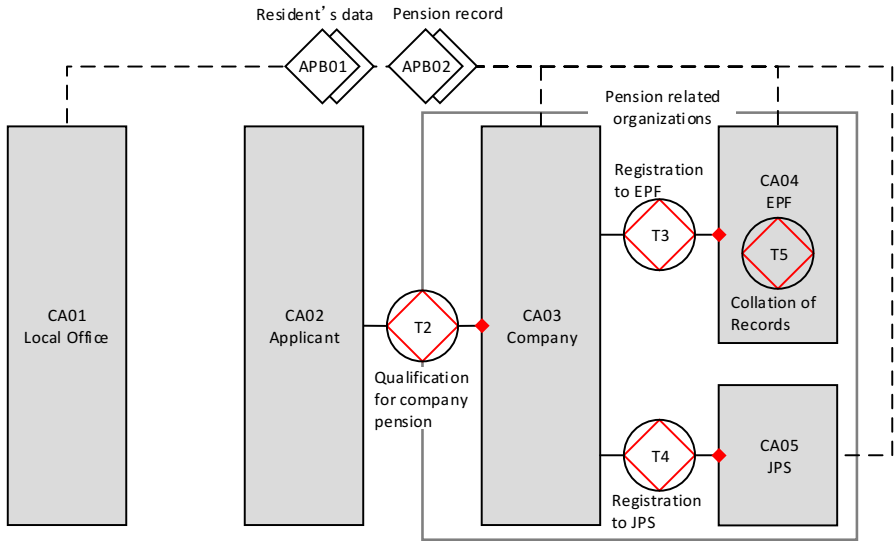 Resident’s data
Pension record
APB01
APB02
Pension related
organizations
Registration
to EPF
CA04
EPF
T3
T5
Collation of
Records
CA01
Local Office
CA02
Applicant
T2
CA03
Company
Qualification
for company
pension
T4
CA05
JPS
Registration
to JPS